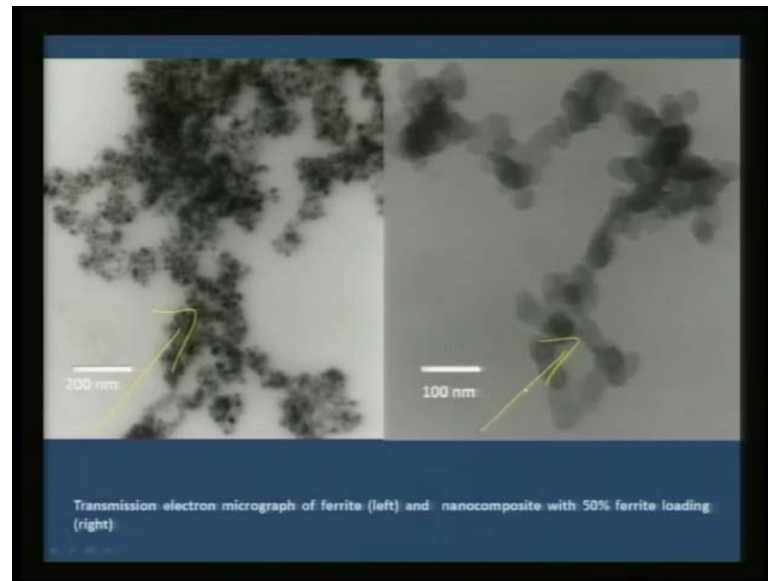 200 nm
100 nm
Transmission electron micrograph of ferrite (left) and nanocomposite with 50% ferrite loading
(right)